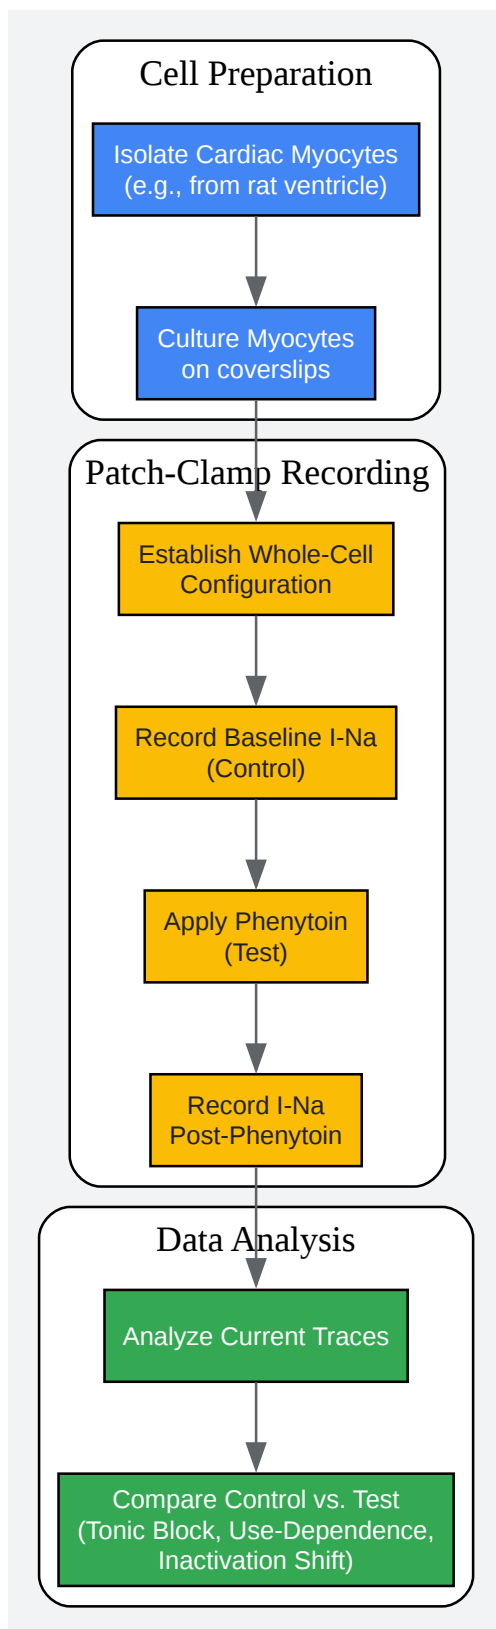 Cell Preparation
Isolate Cardiac Myocytes
(e.g., from rat ventricle)
Culture Myocytes
on coverslips
Patch-Clamp Recording
Establish Whole-Cell
Configuration
Record Baseline I-Na
(Control)
Apply Phenytoin
(Test)
Record I-Na
Post-Phenytoin
Data Analysis
Analyze Current Traces
Compare Control vs. Test
(Tonic Block, Use-Dependence,
Inactivation Shift)